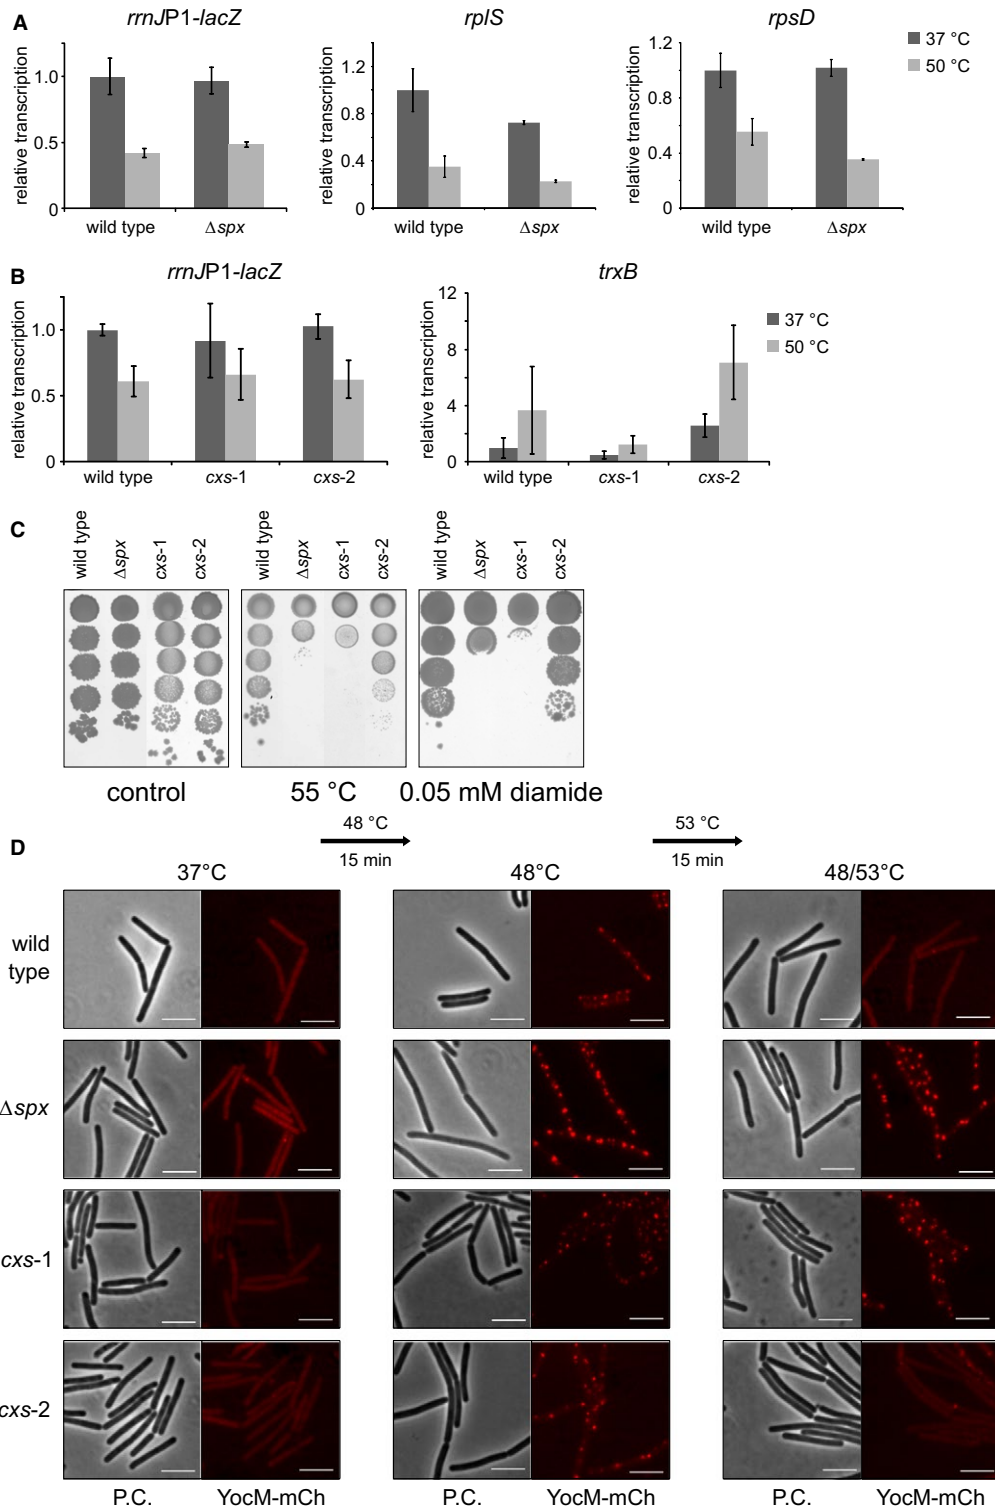 A
rrnJP1-lacZ
rplS
rpsD
relative transcription
1.0
0.5
0
wild type
Δspx
relative transcription
1.2
0.8
0.4
0
wild type
Δspx
relative transcription
1.2
0.8
0.4
0
wild type
Δspx
37 °C
50 °C
B
rrnJP1-lacZ
trxB
relative transcription
1.0
0.5
0
wild type
cxs-1
cxs-2
relative transcription
12
8
4
0
wild type
cxs-1
cxs-2
37 °C
50 °C
C
wild type
Δspx
cxs-1
cxs-2
wild type
Δspx
cxs-1
cxs-2
wild type
Δspx
cxs-1
cxs-2
control
55 °C
0.05 mM diamide
D
48 °C
15 min
53 °C
15 min
37°C
48°C
48/53°C
wild
type
Δspx
cxs-1
cxs-2
P.C.
YocM-mCh
P.C.
YocM-mCh
P.C.
YocM-mCh